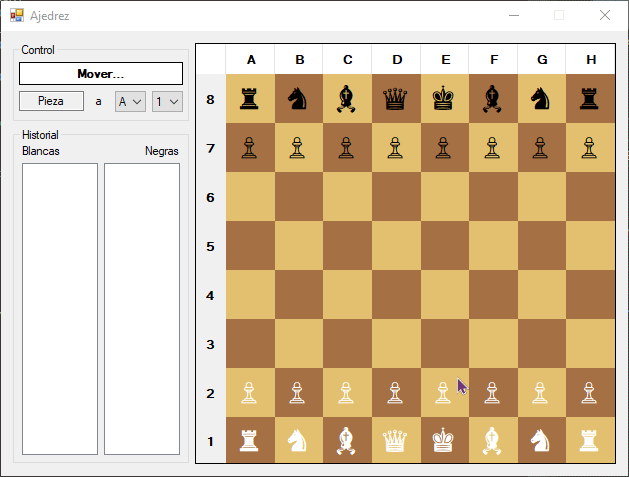 Ajedrez
Control
Mover...
Pieza a A 1
Historial
Blancas Negras
A B C D E F G H
8
7
6
5
4
3
2
1